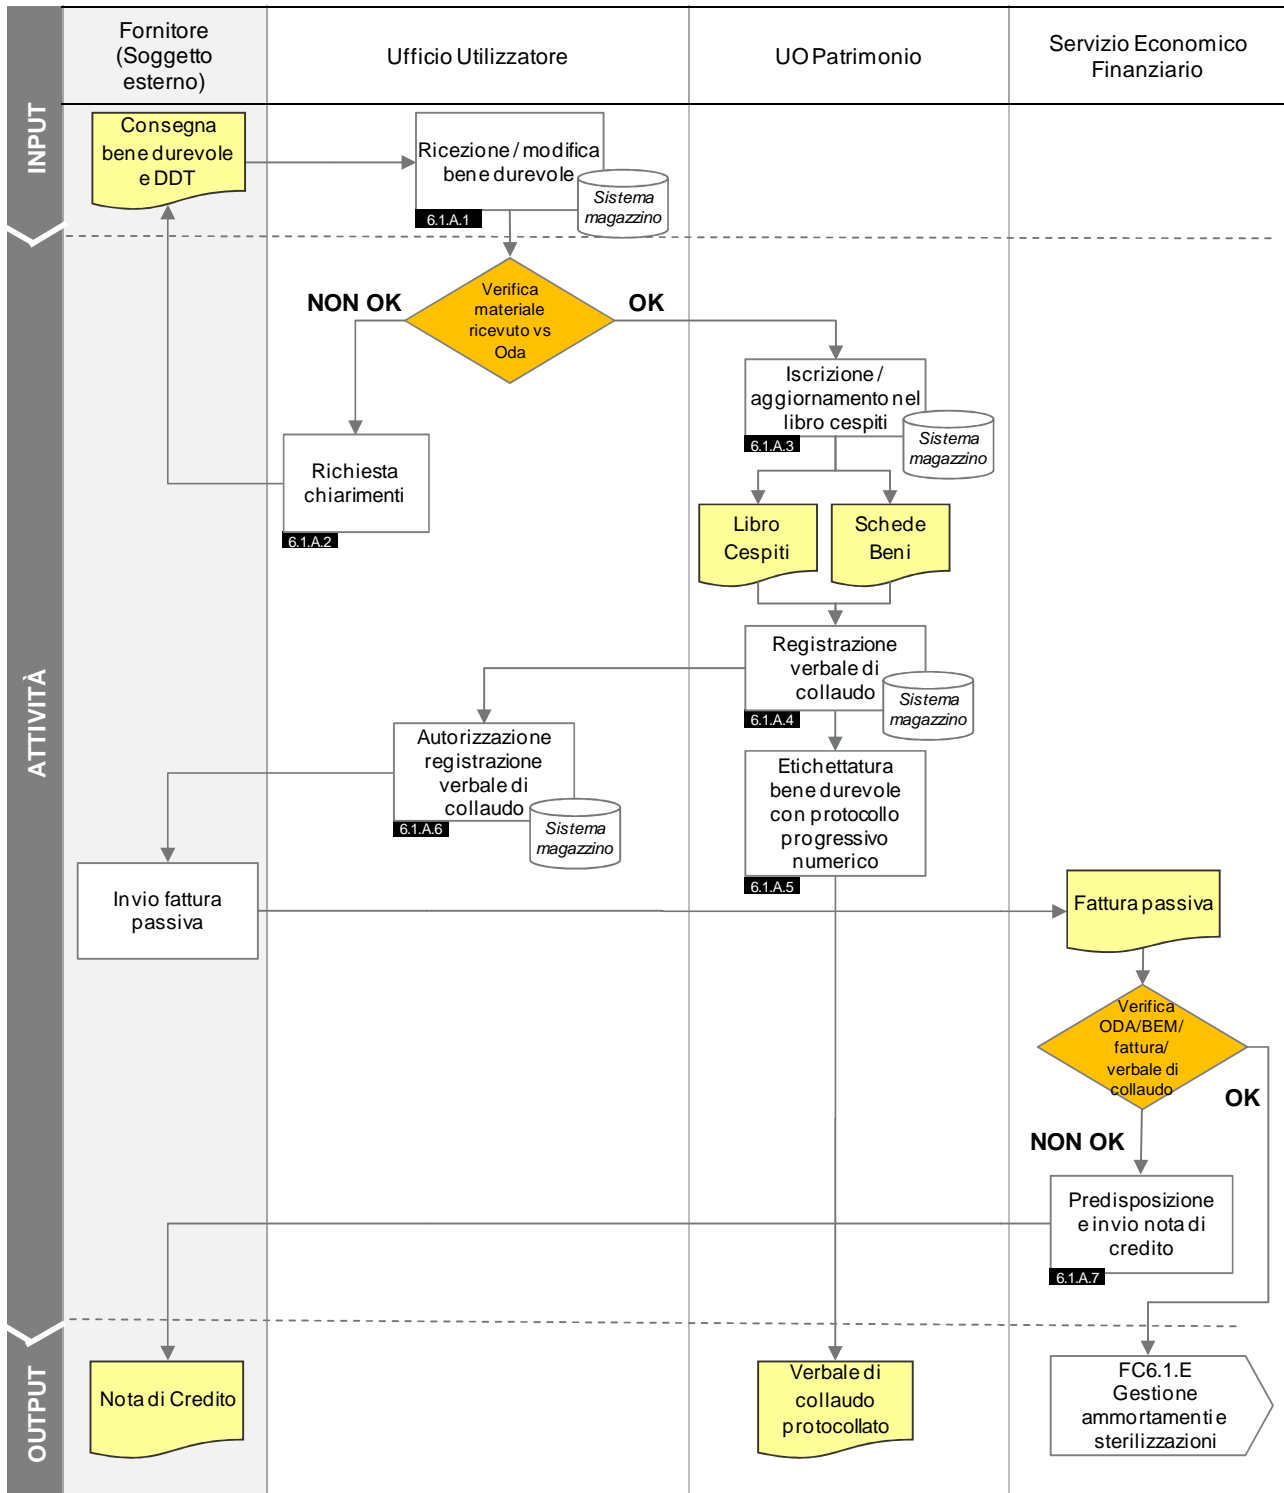 Fornitore
(Soggetto
esterno)
Ufficio Utilizzatore
UO Patrimonio
Servizio Economico
Finanziario
INPUT
Consegna
bene durevole
e DDT
Ricezione / modifica
bene durevole
Sistema
magazzino
6.1.A.1
ATTIVITÀ
Verifica
materiale
ricevuto vs
Oda
NON OK
OK
Iscrizione /
aggiornamento nel
libro cespiti
Sistema
magazzino
6.1.A.3
Richiesta
chiarimenti
6.1.A.2
Libro
Cespiti
Schede
Beni
Registrazione
verbale di
collaudo
Sistema
magazzino
6.1.A.4
Autorizzazione
registrazione
verbale di
collaudo
Sistema
magazzino
6.1.A.6
Etichettatura
bene durevole
con protocollo
progressivo
numerico
6.1.A.5
Invio fattura
passiva
Fattura passiva
Verifica
ODA/BEM/
fattura/
verbale di
collaudo
OK
NON OK
Predisposizione
e invio nota di
credito
6.1.A.7
OUTPUT
Nota di Credito
Verbale di
collaudo
protocollato
FC6.1.E
Gestione
ammortamenti e
sterilizzazioni